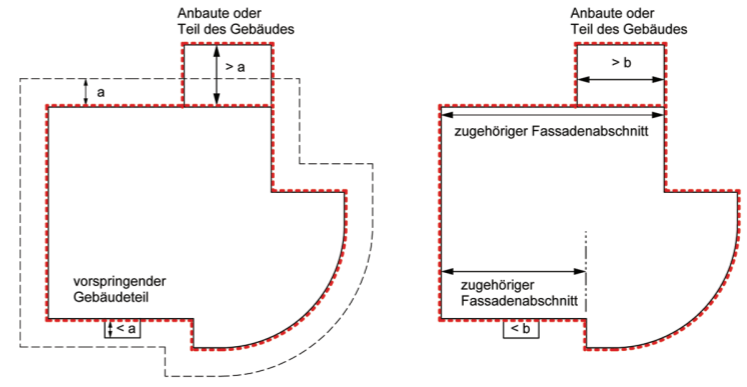 Anbaute oder
Teil des Gebäudes
> a
a
vorspringender
Gebäudeteil
< a
Anbaute oder
Teil des Gebäudes
> b
zugehöriger Fassadenabschnitt
zugehöriger
Fassadenabschnitt
< b